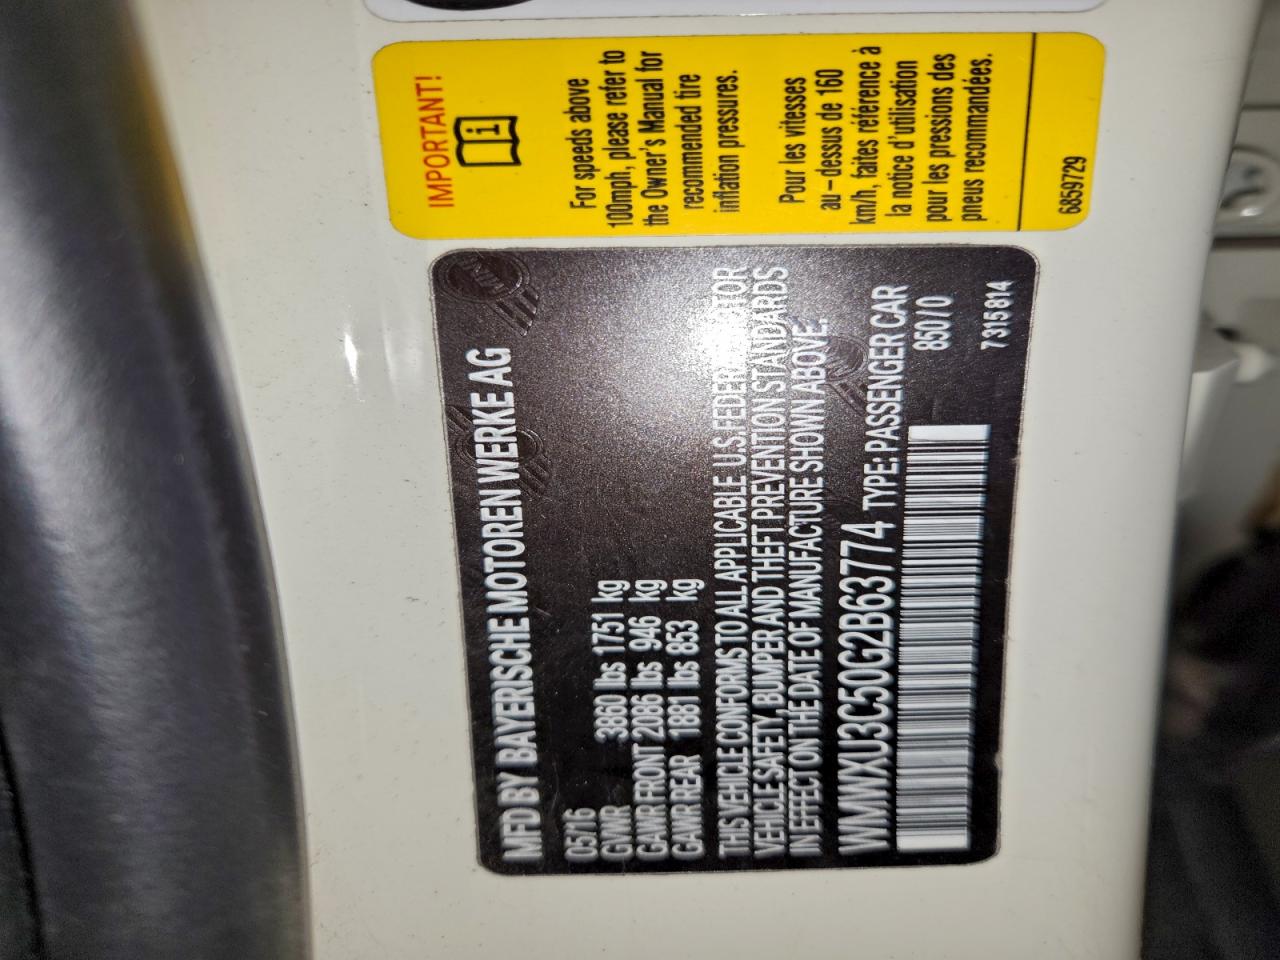 MFD BY BAYERISCHE MOTOREN WERKE AG
05/16
GVWR 3860 lbs 1751 kg
GAWR FRONT 2086 lbs 946 kg
GAWR REAR 1881 lbs 853 kg
THIS VEHICLE CONFORMS TO ALL APPLICABLE U.S. FEDERAL MOTOR
VEHICLE SAFETY, BUMPER AND THEFT PREVENTION STANDARDS
IN EFFECT ON THE DATE OF MANUFACTURE SHOWN ABOVE.
WMWXU3C50G2B63774 TYPE: PASSENGER CAR
850/0
7 315 814
IMPORTANT!
For speeds above
100mph, please refer to
the Owner's Manual for
recommended tire
inflation pressures.
Pour les vitesses
au-dessus de 160
km/h, faites référence à
la notice d'utilisation
pour les pressions des
pneus recommandées.
6859729